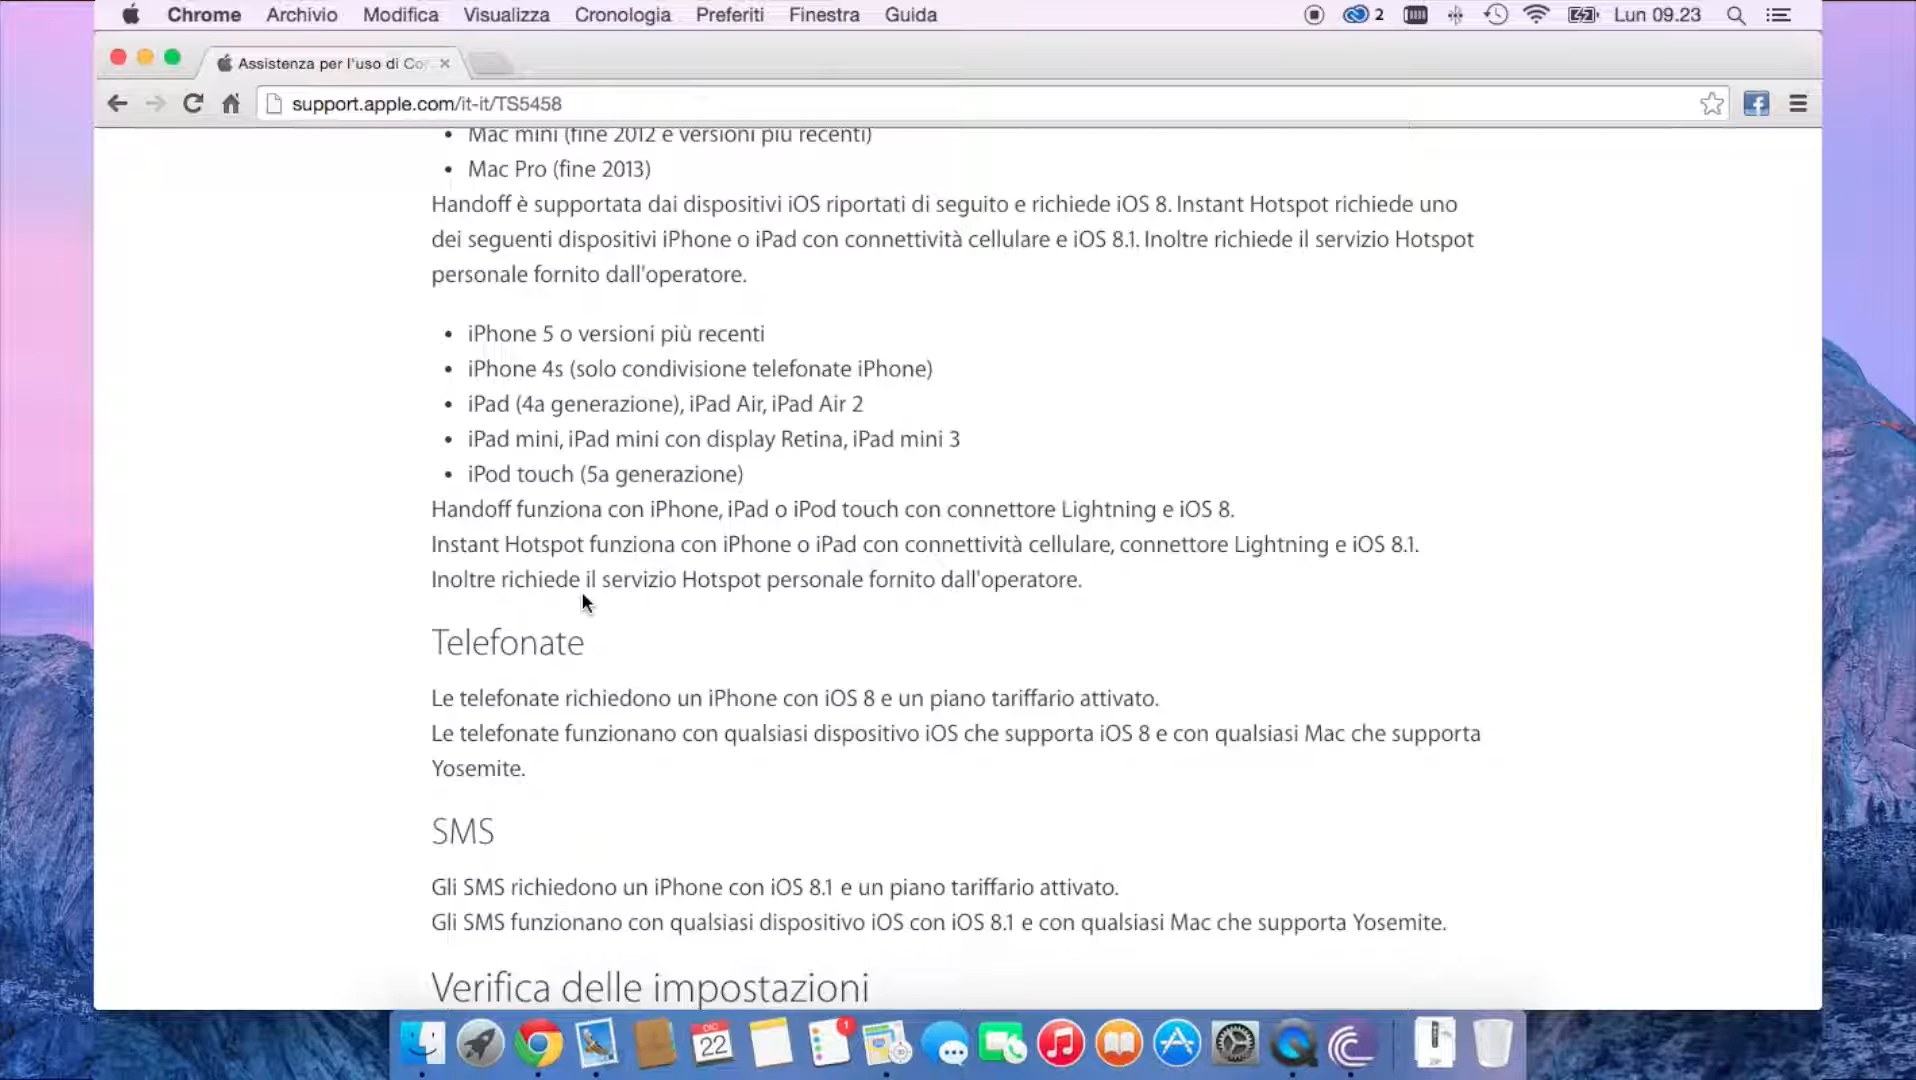 Chrome Archivio Modifica Visualizza Cronologia Preferiti Finestra Guida 2 Lun 09.23
Assistenza per l'uso di Co
support.apple.com/it-it/TS5458
• Mac mini (fine 2012 e versioni più recenti)
• Mac Pro (fine 2013)
Handoff è supportata dai dispositivi iOS riportati di seguito e richiede iOS 8. Instant Hotspot richiede uno
dei seguenti dispositivi iPhone o iPad con connettività cellulare e iOS 8.1. Inoltre richiede il servizio Hotspot
personale fornito dall'operatore.
• iPhone 5 o versioni più recenti
• iPhone 4s (solo condivisione telefonate iPhone)
• iPad (4a generazione), iPad Air, iPad Air 2
• iPad mini, iPad mini con display Retina, iPad mini 3
• iPod touch (5a generazione)
Handoff funziona con iPhone, iPad o iPod touch con connettore Lightning e iOS 8.
Instant Hotspot funziona con iPhone o iPad con connettività cellulare, connettore Lightning e iOS 8.1.
Inoltre richiede il servizio Hotspot personale fornito dall'operatore.
Telefonate
Le telefonate richiedono un iPhone con iOS 8 e un piano tariffario attivato.
Le telefonate funzionano con qualsiasi dispositivo iOS che supporta iOS 8 e con qualsiasi Mac che supporta
Yosemite.
SMS
Gli SMS richiedono un iPhone con iOS 8.1 e un piano tariffario attivato.
Gli SMS funzionano con qualsiasi dispositivo iOS con iOS 8.1 e con qualsiasi Mac che supporta Yosemite.
Verifica delle impostazioni
DIC
22
1
ZIP